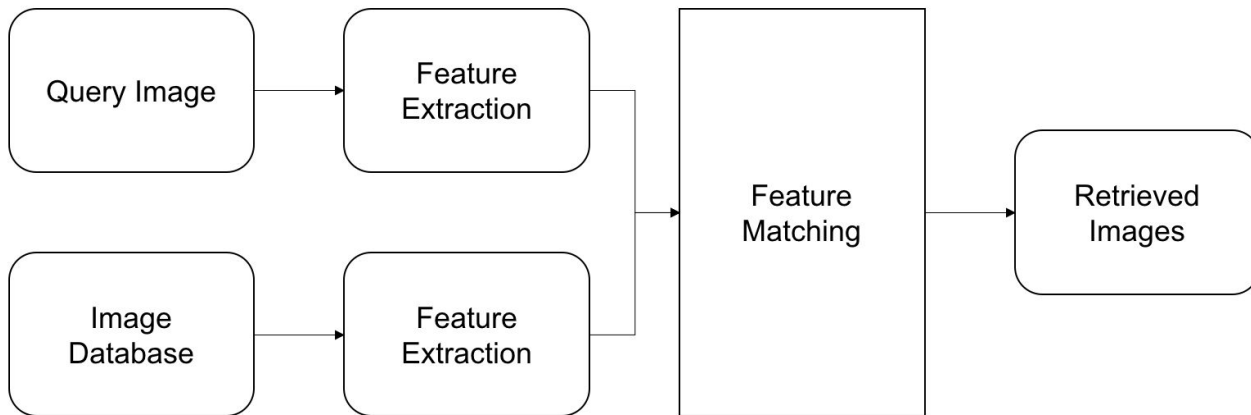 Query Image
Feature
Extraction
Image
Database
Feature
Extraction
Feature
Matching
Retrieved
Images